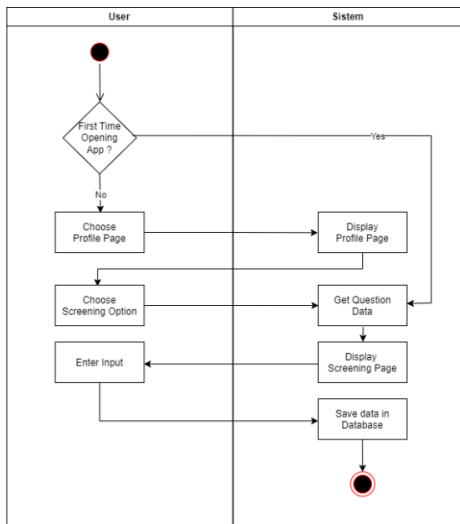 User
Sistem
First Time
Opening
App ?
Yes
No
Choose
Profile Page
Display
Profile Page
Choose
Screening Option
Get Question
Data
Enter Input
Display
Screening Page
Save data in
Database